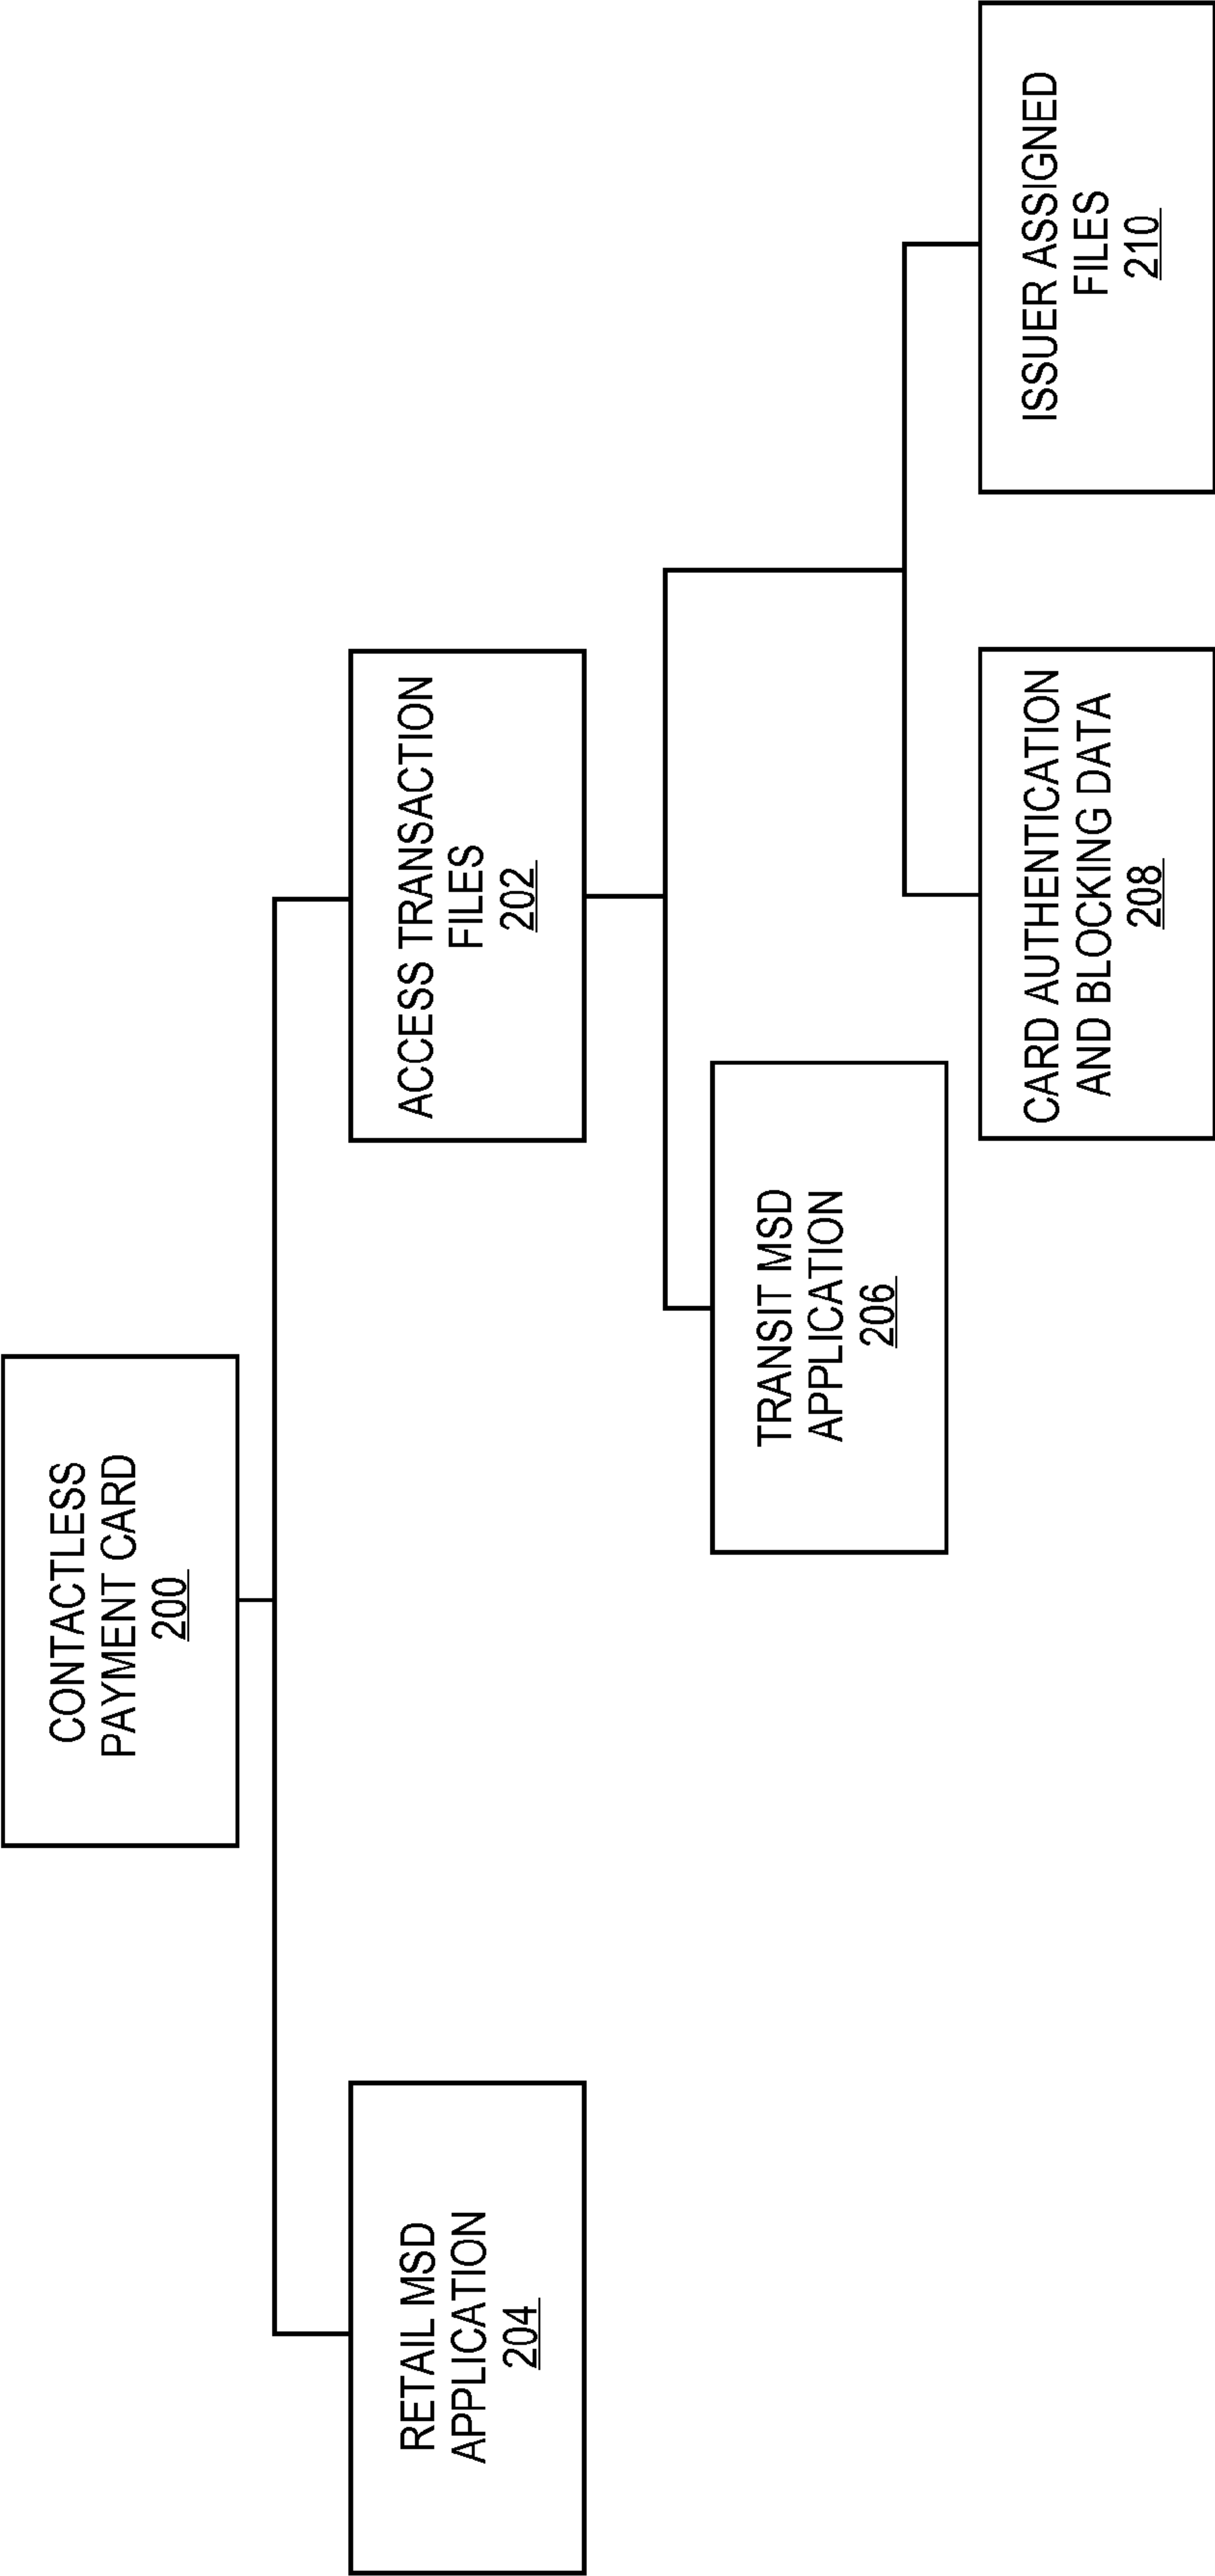 CONTACTLESS
PAYMENT CARD
200
RETAIL MSD
APPLICATION
204
ACCESS TRANSACTION
FILES
202
TRANSIT MSD
APPLICATION
206
CARD AUTHENTICATION
AND BLOCKING DATA
208
ISSUER ASSIGNED
FILES
210